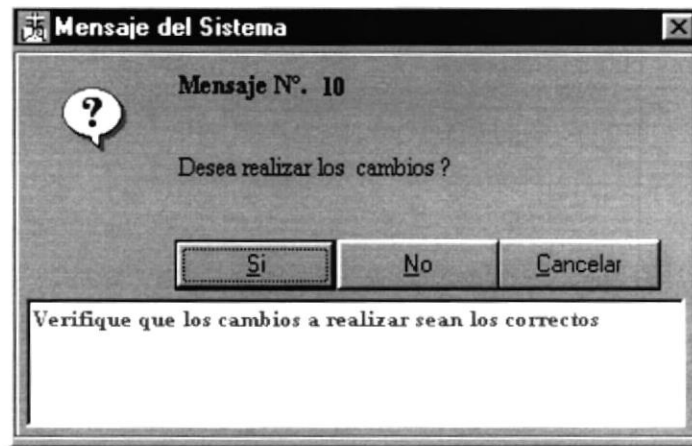 Mensaje del Sistema
Mensaje Nº. 10
?
Desea realizar los cambios ?
Si
No
Cancelar
Verifique que los cambios a realizar sean los correctos